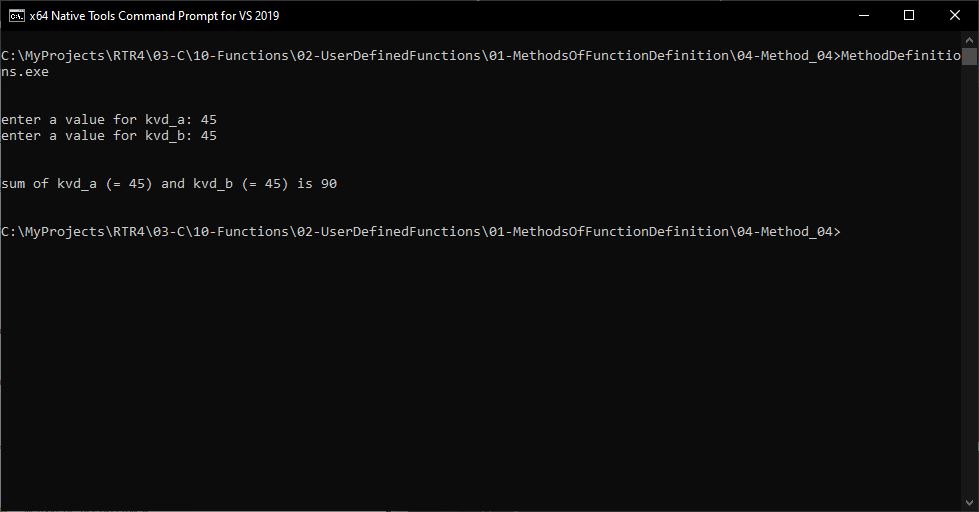 x64 Native Tools Command Prompt for VS 2019
C:\MyProjects\RTR4\03-C\10-Functions\02-UserDefinedFunctions\01-MethodsOfFunctionDefinition\04-Method_04>MethodDefinitio
ns.exe
enter a value for kvd_a: 45
enter a value for kvd_b: 45
sum of kvd_a (= 45) and kvd_b (= 45) is 90
C:\MyProjects\RTR4\03-C\10-Functions\02-UserDefinedFunctions\01-MethodsOfFunctionDefinition\04-Method_04>